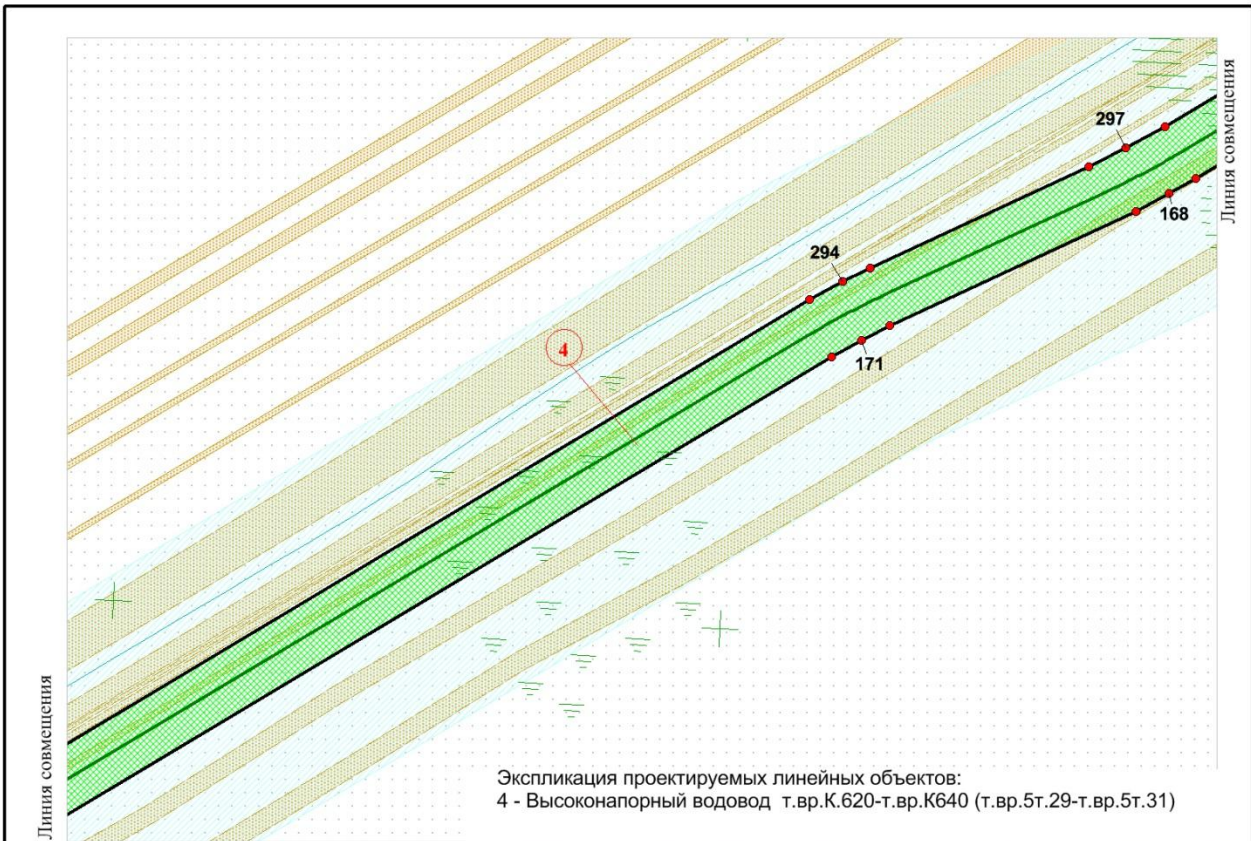 297
Линия совмещения
168
294
4
171
Линия совмещения
Экспликация проектируемых линейных объектов:
4 - Высоконапорный водовод т.вр.К.620-т.вр.К640 (т.вр.5т.29-т.вр.5т.31)